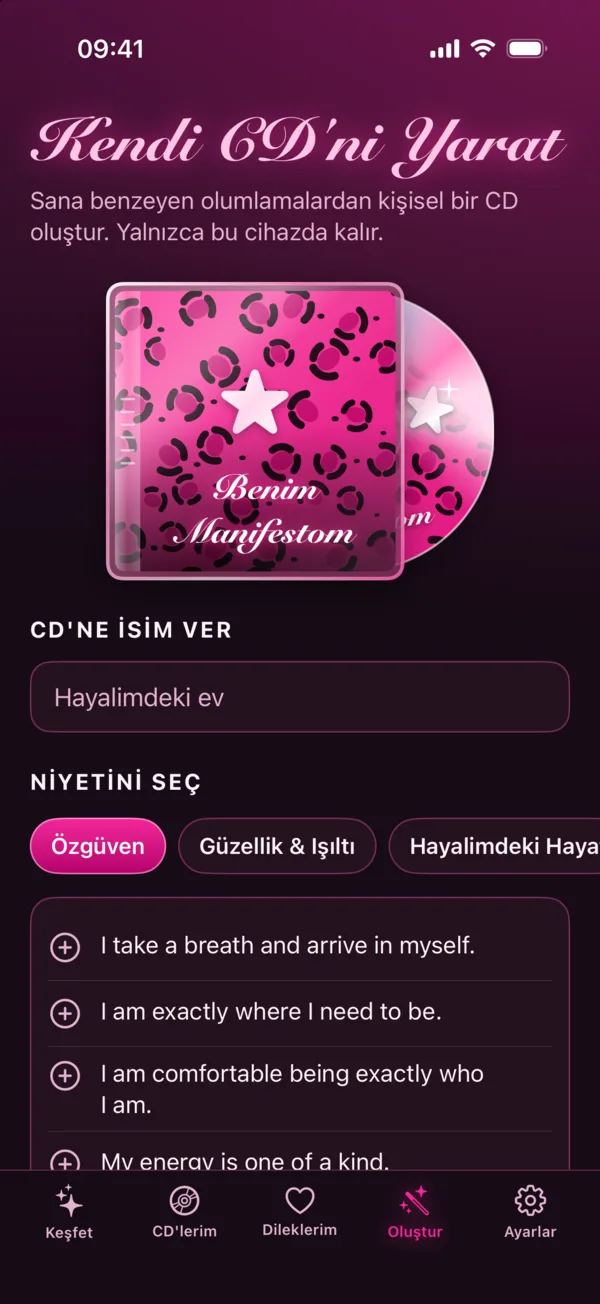 09:41
Kendi CD'ni Yarat
Sana benzeyen olumlamalardan kişisel bir CD
oluştur. Yalnızca bu cihazda kalır.
Benim
Manifestom
om
CD'NE İSİM VER
Hayalimdeki ev
NİYETİNİ SEÇ
Özgüven
Güzellik & Işıltı
Hayalimdeki Haya
I take a breath and arrive in myself.
I am exactly where I need to be.
I am comfortable being exactly who
I am.
My energy is one of a kind.
Keşfet
CD'lerim
Dileklerim
Oluştur
Ayarlar